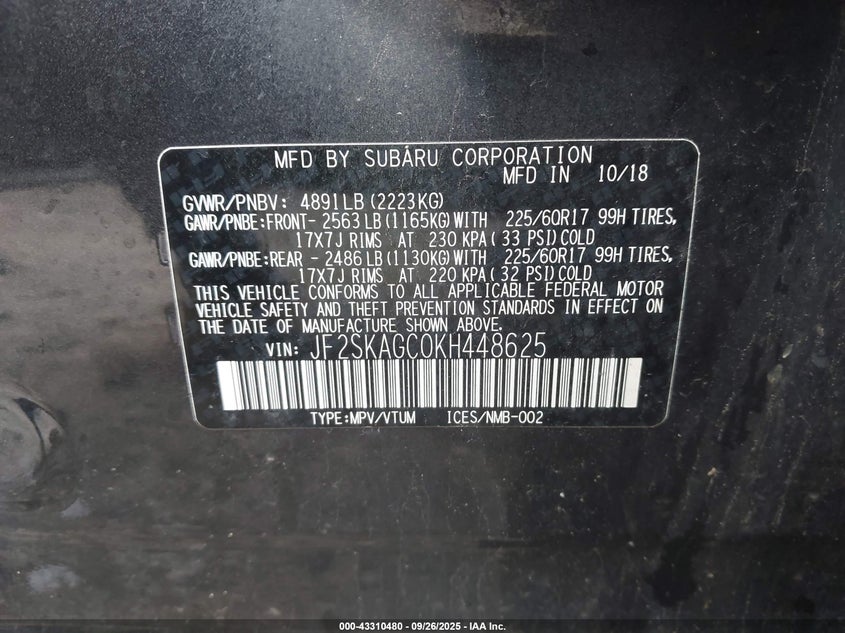 MFD BY SUBARU CORPORATION
MFD IN 10/18
GVWR/PNBV: 4891LB (2223KG)
GAWR/PNBE:FRONT- 2563 LB (1165KG) WITH 225/60R17 99H TIRES,
17X7J RIMS AT 230 KPA ( 33 PSI) COLD
GAWR/PNBE:REAR - 2486 LB (1130KG) WITH 225/60R17 99H TIRES,
17X7J RIMS AT 220 KPA ( 32 PSI) COLD
THIS VEHICLE CONFORMS TO ALL APPLICABLE FEDERAL MOTOR
VEHICLE SAFETY AND THEFT PREVENTION STANDARDS IN EFFECT ON
THE DATE OF MANUFACTURE SHOWN ABOVE.
VIN: JF2SKAGC0KH448625
TYPE:MPV/VTUM ICES/NMB-002
000-43310480 - 09/26/2025 - IAA Inc.